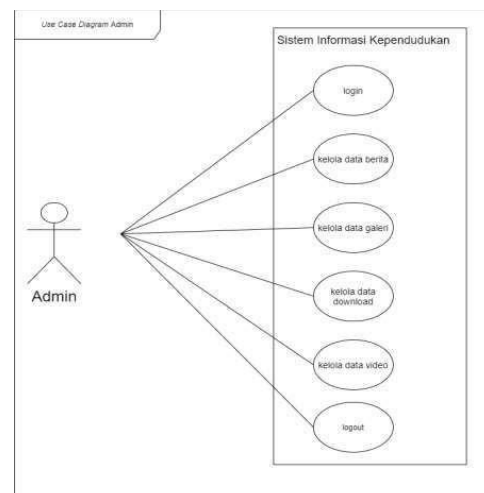 Use Case Diagram Admin
Sistem Informasi Kependudukan
login
kelola data berita
kelola data galeri
Admin
kelola data
download
kelola data video
logout